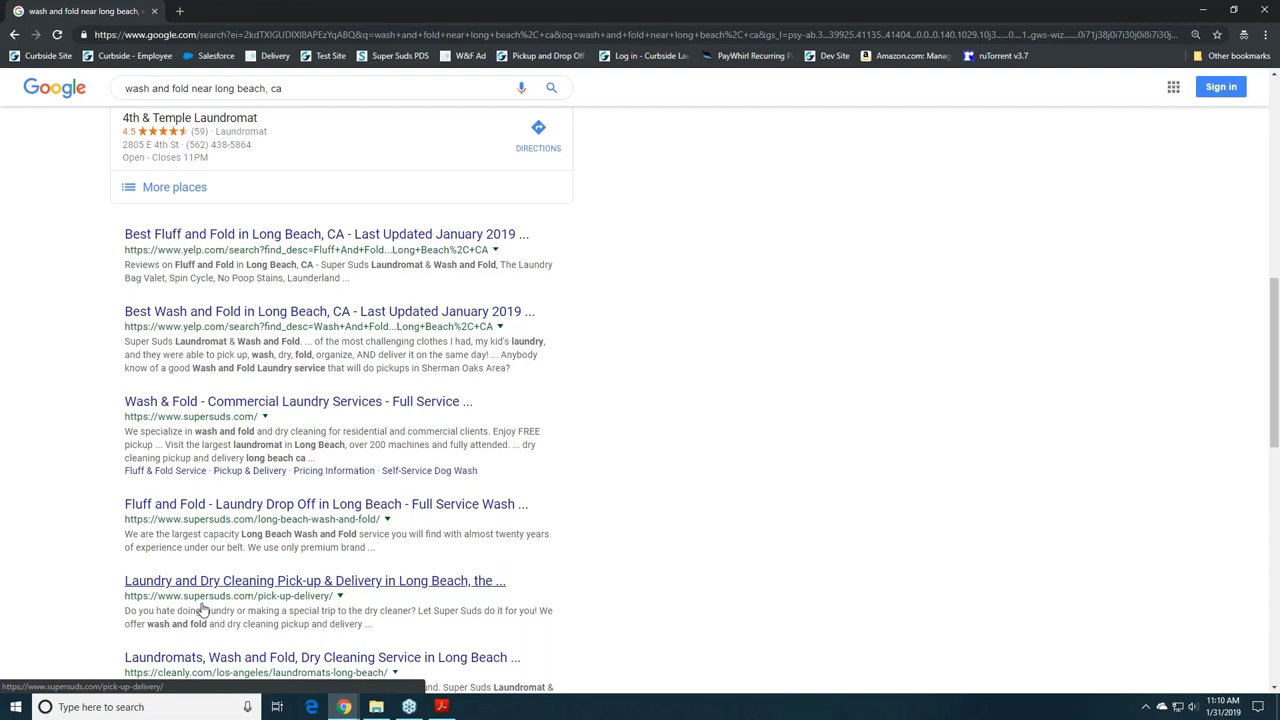 wash and fold near long beach,
https://www.google.com/search?ei=2kdTXIGUDIXl8APEzYqABQ&q=wash+and+fold+near+long+beach%2C+ca&oq=wash+and+fold+near+long+beach%2C+ca&gs_l=psy-ab.3...39925.41135.41404...0.0..0.140.1029.10j3......0....1..gws-wiz.......0i71j38j0i7i30j0i8i7i30.
Curbside Site
Curbside - Employee
Salesforce
Delivery
Test Site
Super Suds PDS
W&F Ad
Pickup and Drop Off
Log in - Curbside Lau
PayWhirl Recurring Pa
Dev Site
Amazon.com: Manag
ruTorrent v3.7
Other bookmarks
Google
wash and fold near long beach, ca
Sign in
4th & Temple Laundromat
4.5 ★★★★★ (59) · Laundromat
2805 E 4th St · (562) 438-5864
Open · Closes 11PM
DIRECTIONS
More places
Best Fluff and Fold in Long Beach, CA - Last Updated January 2019 ...
https://www.yelp.com/search?find_desc=Fluff+And+Fold...Long+Beach%2C+CA
Reviews on Fluff and Fold in Long Beach, CA - Super Suds Laundromat & Wash and Fold, The Laundry
Bag Valet, Spin Cycle, No Poop Stains, Launderland ...
Best Wash and Fold in Long Beach, CA - Last Updated January 2019 ...
https://www.yelp.com/search?find_desc=Wash+And+Fold...Long+Beach%2C+CA
Super Suds Laundromat & Wash and Fold. ... of the most challenging clothes I had, my kid's laundry,
and they were able to pick up, wash, dry, fold, organize, AND deliver it on the same day! ... Anybody
know of a good Wash and Fold Laundry service that will do pickups in Sherman Oaks Area?
Wash & Fold - Commercial Laundry Services - Full Service ...
https://www.supersuds.com/
We specialize in wash and fold and dry cleaning for residential and commercial clients. Enjoy FREE
pickup ... Visit the largest laundromat in Long Beach, over 200 machines and fully attended. ... dry
cleaning pickup and delivery long beach ca ...
Fluff & Fold Service · Pickup & Delivery · Pricing Information · Self-Service Dog Wash
Fluff and Fold - Laundry Drop Off in Long Beach - Full Service Wash ...
https://www.supersuds.com/long-beach-wash-and-fold/
We are the largest capacity Long Beach Wash and Fold service you will find with almost twenty years
of experience under our belt. We use only premium brand ...
Laundry and Dry Cleaning Pick-up & Delivery in Long Beach, the ...
https://www.supersuds.com/pick-up-delivery/
Do you hate doing laundry or making a special trip to the dry cleaner? Let Super Suds do it for you! We
offer wash and fold and dry cleaning pickup and delivery ...
Laundromats, Wash and Fold, Dry Cleaning Service in Long Beach ...
https://cleanly.com/los-angeles/laundromats-long-beach/
und. Super Suds Laundromat &
https://www.supersuds.com/pick-up-delivery/
Type here to search
11:10 AM
1/31/2019